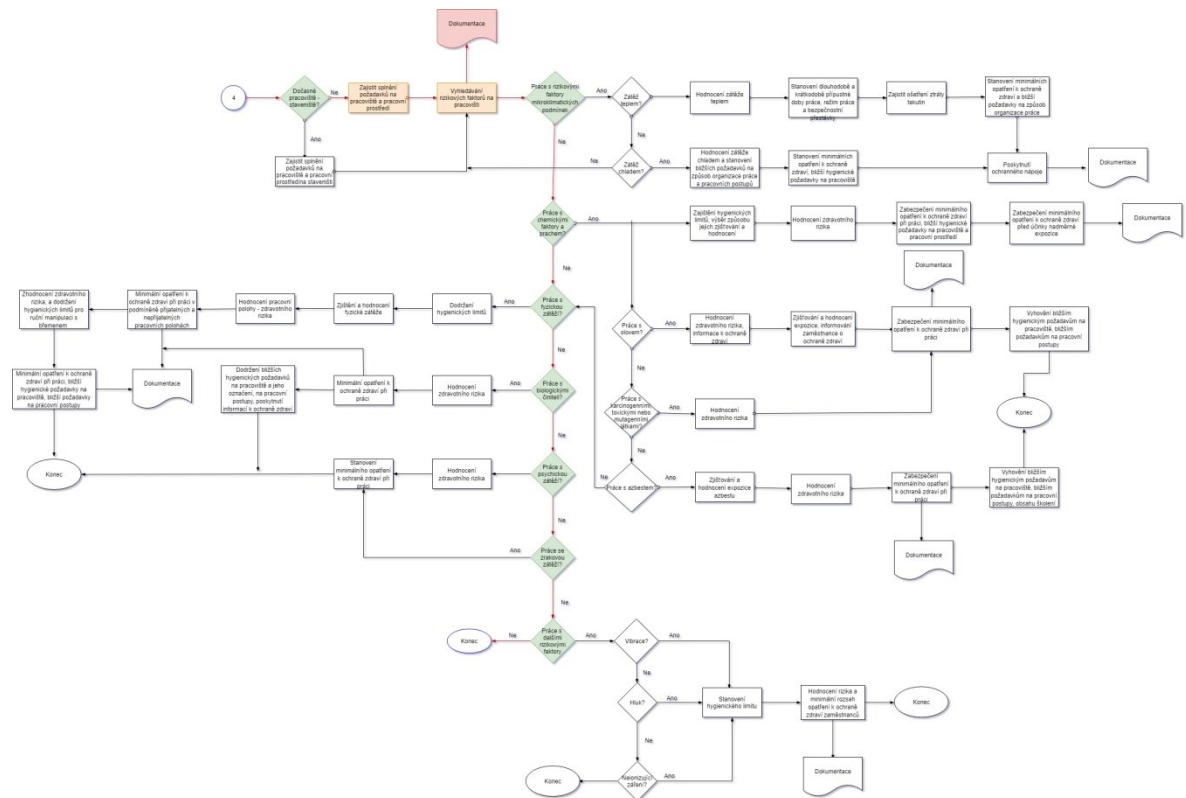 Dokumentace
4
Dočasné
pracoviště -
staveniště?
Ne.
Zajistit splnění
požadavků na
pracoviště a pracovní
prostředí
Vyhledávání
rizikových faktorů na
pracovišti
Práce s rizikovými
faktory
mikroklimatických
podmínek
Ano.
Zátěž
teplem?
Ano.
Hodnocení zátěže
teplem
Stanovení dlouhodobě a
krátkodobě přípustné
doby práce, režim práce
a bezpečnostní
přestávky
Zajistit ošetření ztráty
tekutin
Stanovení minimálních
opatření k ochraně
zdraví a bližší
požadavky na způsob
organizace práce
Ano.
Ne.
Zajistit splnění
požadavků na
pracoviště a pracovní
prostředína staveništi
Ne.
Zátěž
chladem?
Ano.
Hodnocení zátěže
chladem a stanovení
bližších požadavků na
způsob organizace práce
a pracovních postupů
Stanovení minimálních
opatření k ochraně
zdraví, bližší hygienické
požadavky na pracoviště
Poskytnutí
ochranného nápoje
Dokumentace
Ne.
Práce s
chemickými
faktory a
prachem?
Ano.
Zajištění hygienických
limitů, výběr způsobu
jejich zjišťování a
hodnocení
Hodnocení zdravotního
rizika
Zabezpečení minimálního
opatření k ochraně zdraví
při práci, bližší hygienické
požadavky na pracoviště a
pracovní prostředí
Zabezpečení minimálního
opatření k ochraně zdraví
před účinky nadměrné
expozice
Dokumentace
Ne.
Dokumentace
Zhodnocení zdravotního
rizika, a dodržení
hygienických limitů pro
ruční manipulaci s
břemenem
Minimální opatření k
ochraně zdraví při práci v
podmíněně přijatelných a
nepřijatelných
pracovních polohách
Hodnocení pracovní
polohy - zdravotního
rizika
Zjištění a hodnocení
fyzické zátěže
Dodržení
hygienických limitů
Ano.
Práce s
fyzickou
zátěží?
Práce s
olovem?
Ano.
Hodnocení
zdravotního rizika,
informace k ochraně
zdraví
Zjišťování a hodnocení
expozice, informování
zaměstnance o
ochraně zdraví
Zabezpečení minimálního
opatření k ochraně zdraví při
práci
Vyhování bližším
hygienickým požadavům na
pracoviště, bližším
požadavkům na pracovní
postupy
Ne.
Ne.
Minimální opatření k
ochraně zdraví při práci, bližší
hygienické požadavky na
pracoviště, bližší požadavky
na pracovní postupy
Dokumentace
Dodržení bližších
hygienických požadavků
na pracoviště a jeho
označení, na pracovní
postupy, poskytnutí
informací k ochraně zdraví
Minimální opatření k
ochraně zdraví při
práci
Hodnocení
zdravotního rizika
Ano.
Práce s
biologickými
činiteli?
Práce s
karcinogenními
toxickými nebo
mutagenními
látkami?
Ano.
Hodnocení
zdravotního rizika
Konec
Ne.
Ne.
Konec
Stanovení
minimálního opatření
k ochraně zdraví při
práci
Hodnocení
zdravotního rizika
Ano.
Práce s
psychickou
zátěží?
Ne.
Práce s azbestem?
Ano.
Zjišťování a
hodnocení expozice
azbestu
Hodnocení
zdravotního rizika
Zabezpečení minimálního
opatření k ochraně zdraví při
práci
Vyhovění bližším
hygienickým požadavům
na pracoviště, bližším
požadavkům na pracovní
postupy, obsahu školení
Ne.
Ano.
Práce se
zrakovou
zátěží?
Dokumentace
Ne.
Konec
Ne.
Práce s
dalšími
rizikovými
faktory
Ano.
Vibrace?
Ano.
Ne.
Hluk?
Ano.
Stanovení
hygienického limitu
Hodnocení rizika a
minimální rozsah
opatření k ochraně
zdraví zaměstnanců
Konec
Ne.
Konec
Neionizující
záření?
Ano.
Dokumentace